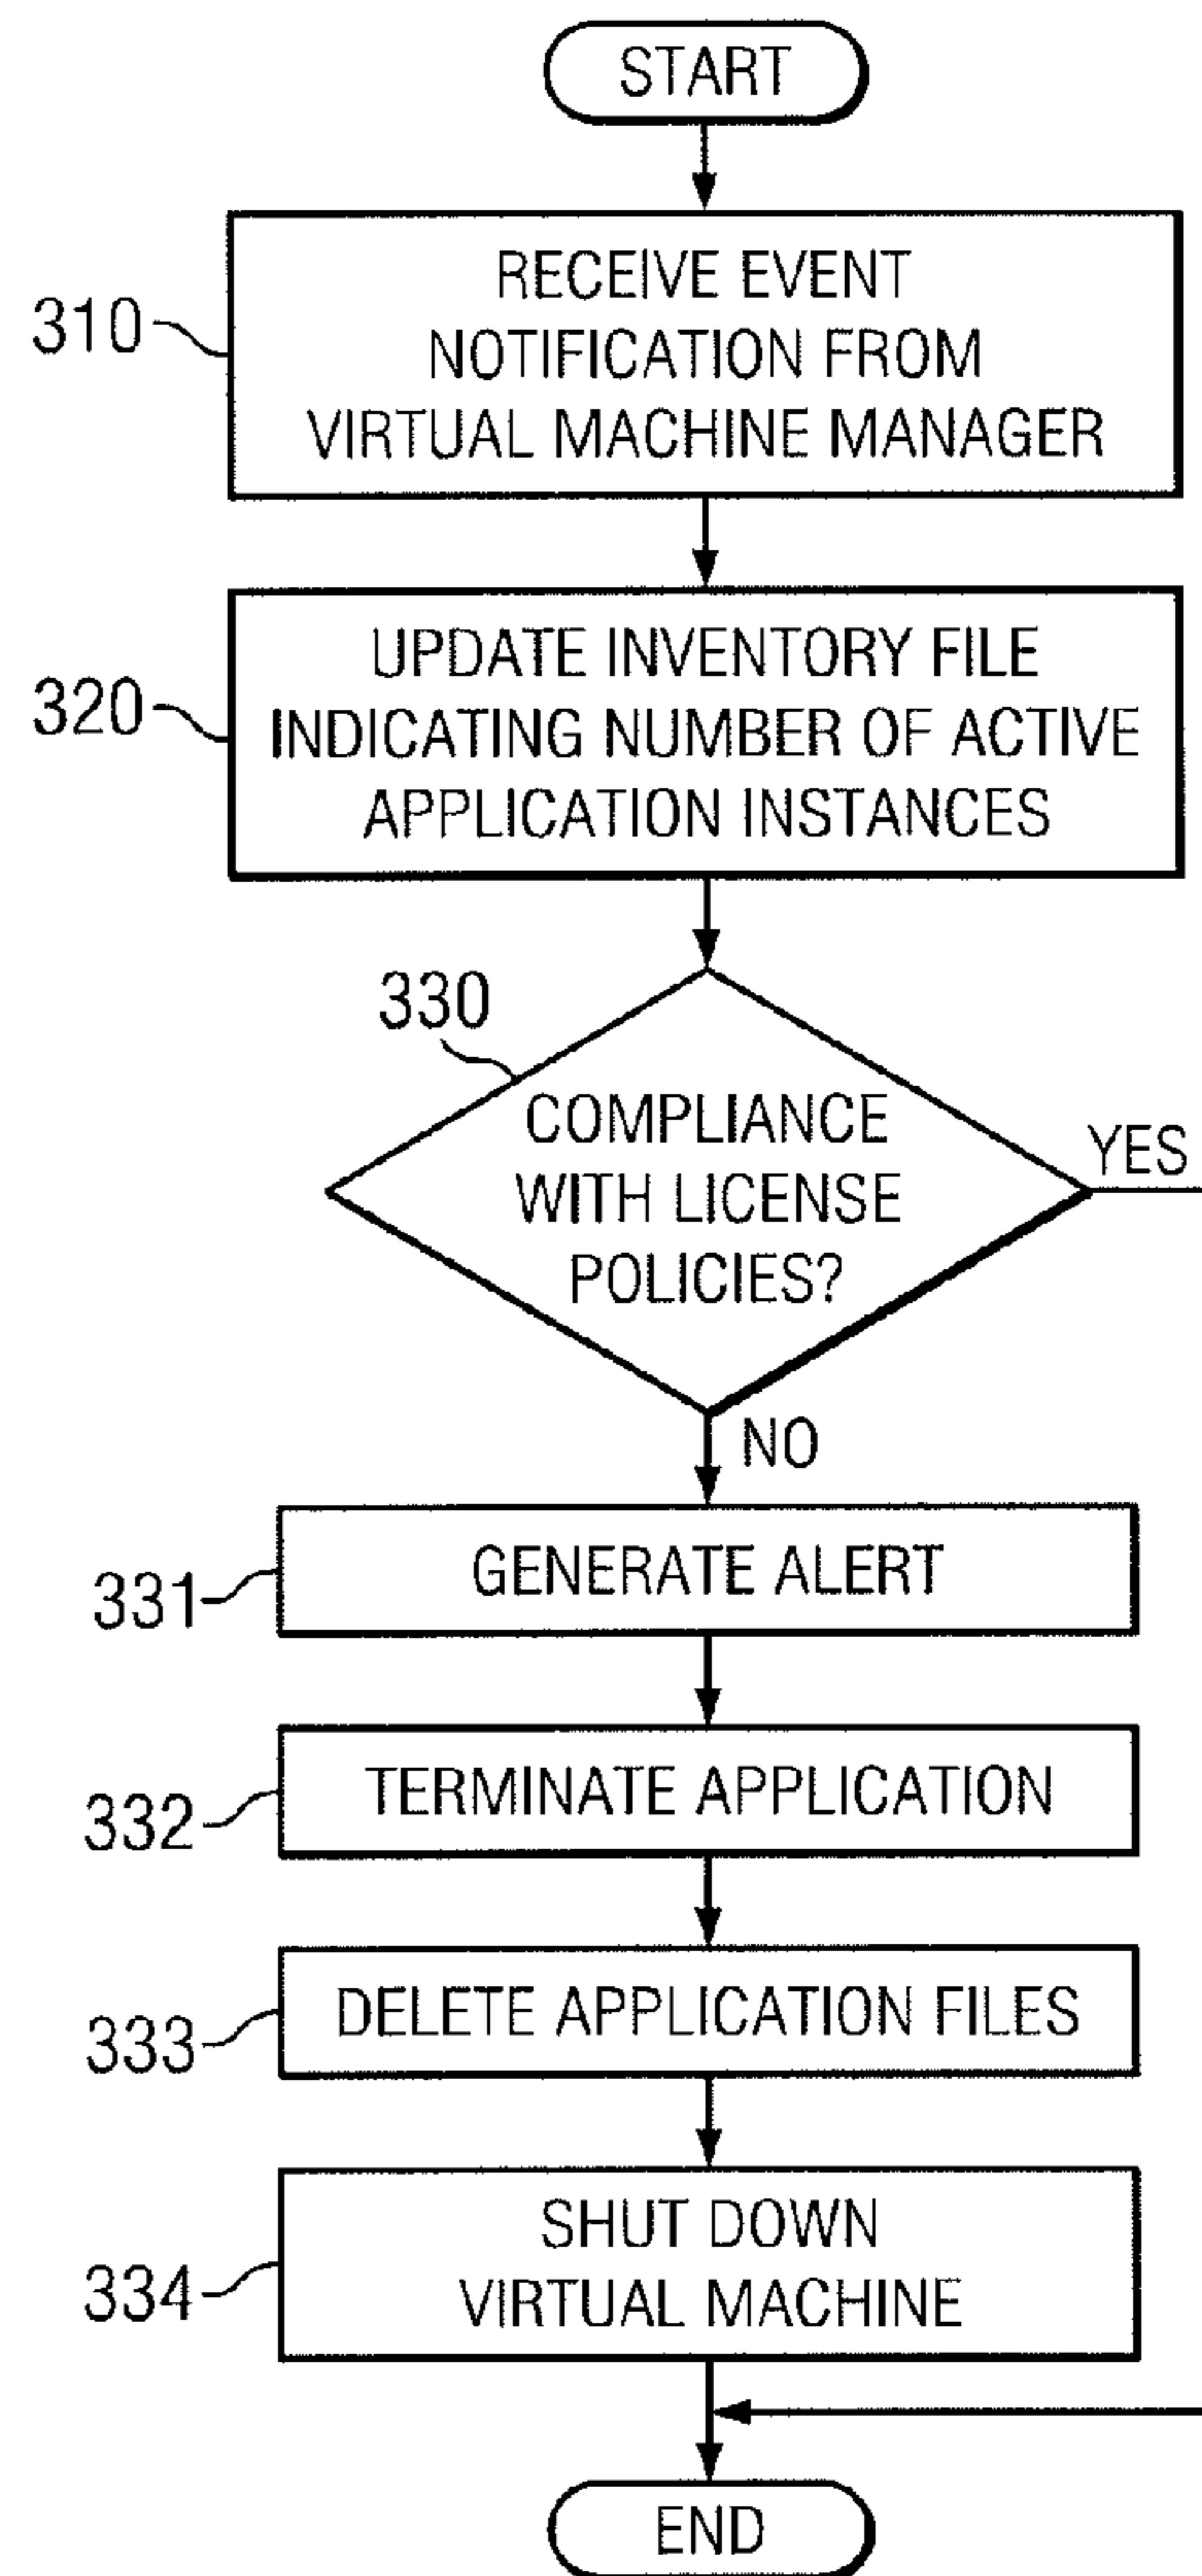 START
310
RECEIVE EVENT
NOTIFICATION FROM
VIRTUAL MACHINE MANAGER
320
UPDATE INVENTORY FILE
INDICATING NUMBER OF ACTIVE
APPLICATION INSTANCES
330
COMPLIANCE
WITH LICENSE
POLICIES?
YES
NO
331
GENERATE ALERT
332
TERMINATE APPLICATION
333
DELETE APPLICATION FILES
334
SHUT DOWN
VIRTUAL MACHINE
END